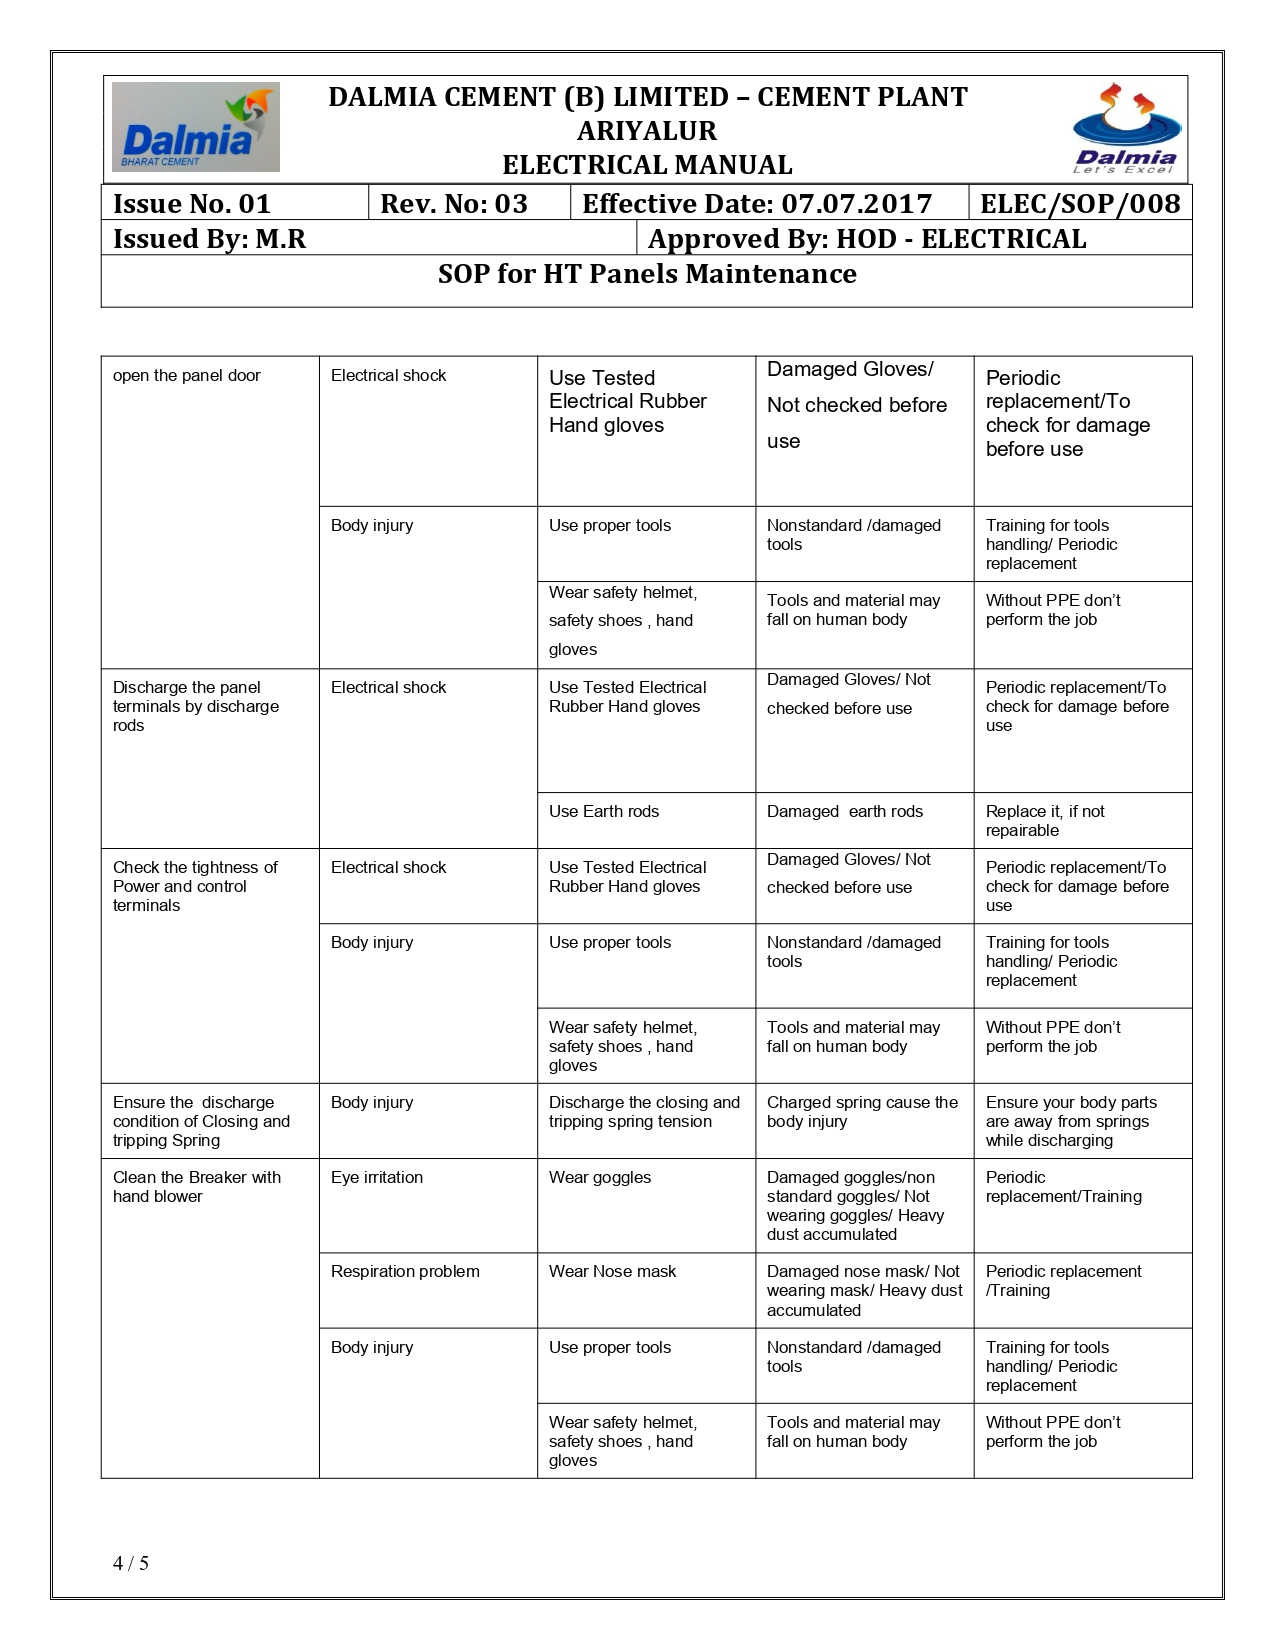 Dalmia
BHARAT CEMENT
DALMIA CEMENT (B) LIMITED – CEMENT PLANT
ARIYALUR
ELECTRICAL MANUAL
Dalmia
Let's Excel
Issue No. 01 Rev. No: 03 Effective Date: 07.07.2017 ELEC/SOP/008
Issued By: M.R Approved By: HOD - ELECTRICAL
SOP for HT Panels Maintenance
open the panel door
Electrical shock
Use Tested
Electrical Rubber
Hand gloves
Damaged Gloves/
Not checked before
use
Periodic
replacement/To
check for damage
before use
Body injury
Use proper tools
Nonstandard /damaged
tools
Training for tools
handling/ Periodic
replacement
Wear safety helmet,
safety shoes , hand
gloves
Tools and material may
fall on human body
Without PPE don’t
perform the job
Discharge the panel
terminals by discharge
rods
Electrical shock
Use Tested Electrical
Rubber Hand gloves
Damaged Gloves/ Not
checked before use
Periodic replacement/To
check for damage before
use
Use Earth rods
Damaged  earth rods
Replace it, if not
repairable
Check the tightness of
Power and control
terminals
Electrical shock
Use Tested Electrical
Rubber Hand gloves
Damaged Gloves/ Not
checked before use
Periodic replacement/To
check for damage before
use
Body injury
Use proper tools
Nonstandard /damaged
tools
Training for tools
handling/ Periodic
replacement
Wear safety helmet,
safety shoes , hand
gloves
Tools and material may
fall on human body
Without PPE don’t
perform the job
Ensure the  discharge
condition of Closing and
tripping Spring
Body injury
Discharge the closing and
tripping spring tension
Charged spring cause the
body injury
Ensure your body parts
are away from springs
while discharging
Clean the Breaker with
hand blower
Eye irritation
Wear goggles
Damaged goggles/non
standard goggles/ Not
wearing goggles/ Heavy
dust accumulated
Periodic
replacement/Training
Respiration problem
Wear Nose mask
Damaged nose mask/ Not
wearing mask/ Heavy dust
accumulated
Periodic replacement
/Training
Body injury
Use proper tools
Nonstandard /damaged
tools
Training for tools
handling/ Periodic
replacement
Wear safety helmet,
safety shoes , hand
gloves
Tools and material may
fall on human body
Without PPE don’t
perform the job
4 / 5